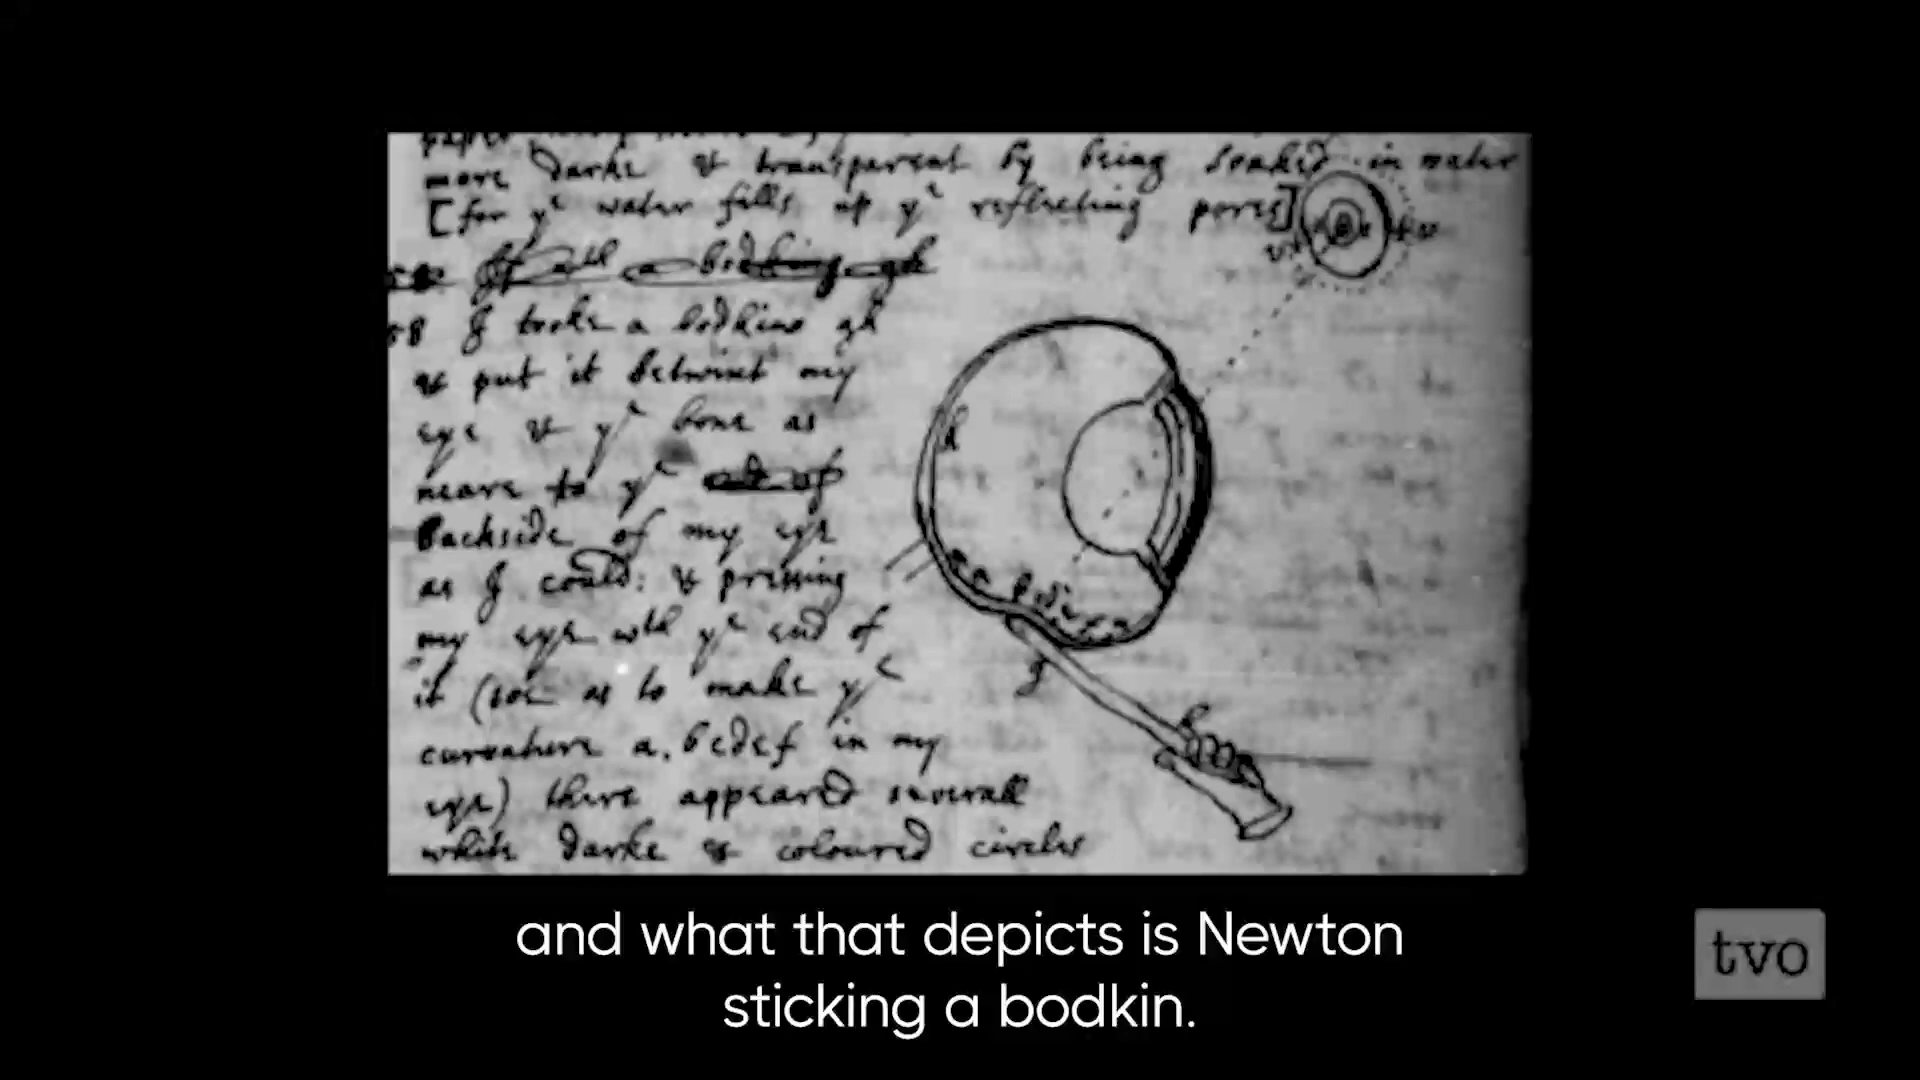 more darke & transparent by being soaked in water
[for yᵉ water falls up yᵉ reflecting pores]
58 I tooke a bodkine gh
& put it betwixt my
eye & yᵉ bone as
neare to yᵉ
Backside of my eye
as I could: & pressing
my eye wth yᵉ end of
it (soe as to make yᵉ
curvature a, bcdef in my
eye) there appeared severall
white darke & coloured circles
h
g
and what that depicts is Newton
sticking a bodkin.
tvo